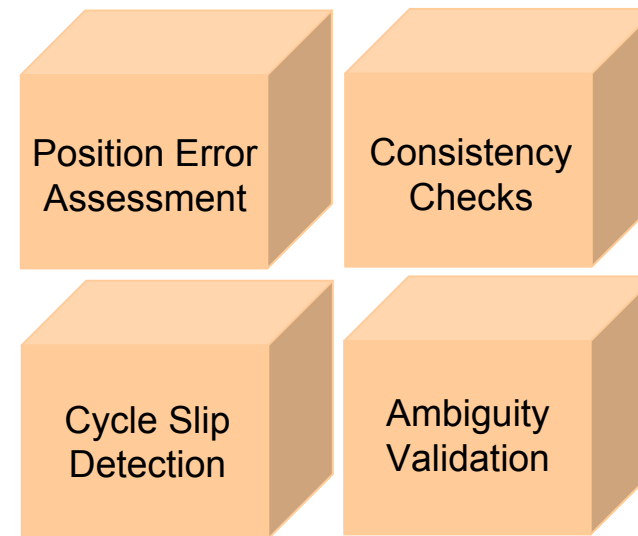 Position Error
Assessment
Consistency
Checks
Cycle Slip
Detection
Ambiguity
Validation